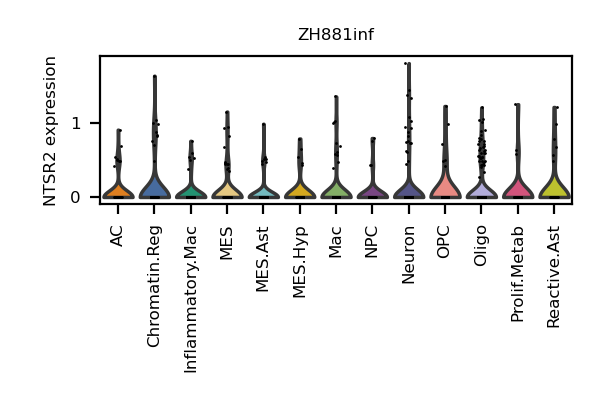 ZH881inf
NTSR2 expression
1
0
AC
Chromatin.Reg
Inflammatory.Mac
MES
MES.Ast
MES.Hyp
Mac
NPC
Neuron
OPC
Oligo
Prolif.Metab
Reactive.Ast